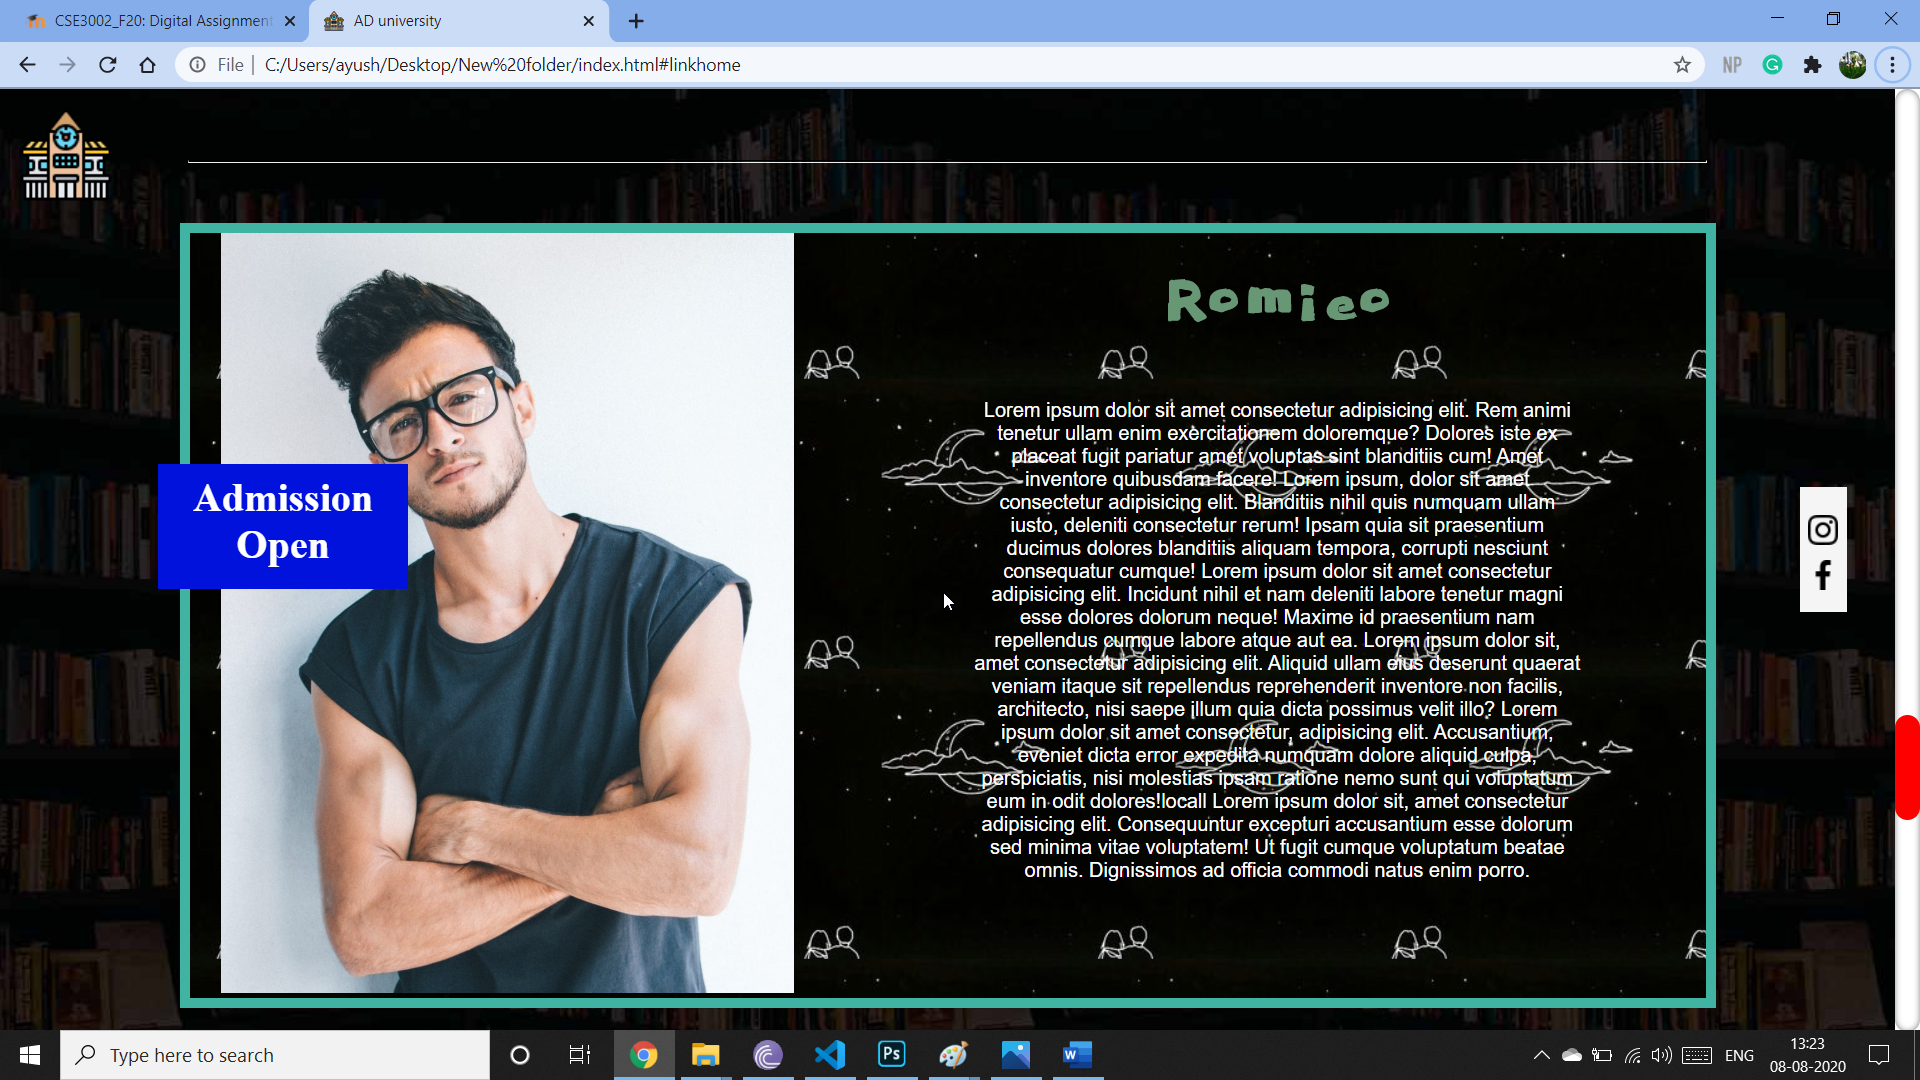 CSE3002_F20: Digital Assignment
AD university
File
C:/Users/ayush/Desktop/New%20folder/index.html#linkhome
NP
Romieo
Lorem ipsum dolor sit amet consectetur adipisicing elit. Rem animi
tenetur ullam enim exercitationem doloremque? Dolores iste ex
placeat fugit pariatur amet voluptas sint blanditiis cum! Amet
inventore quibusdam facere! Lorem ipsum, dolor sit amet
consectetur adipisicing elit. Blanditiis nihil quis numquam ullam
iusto, deleniti consectetur rerum! Ipsam quia sit praesentium
ducimus dolores blanditiis aliquam tempora, corrupti nesciunt
consequatur cumque! Lorem ipsum dolor sit amet consectetur
adipisicing elit. Incidunt nihil et nam deleniti labore tenetur magni
esse dolores dolorum neque! Maxime id praesentium nam
repellendus cumque labore atque aut ea. Lorem ipsum dolor sit,
amet consectetur adipisicing elit. Aliquid ullam eius deserunt quaerat
veniam itaque sit repellendus reprehenderit inventore non facilis,
architecto, nisi saepe illum quia dicta possimus velit illo? Lorem
ipsum dolor sit amet consectetur, adipisicing elit. Accusantium,
eveniet dicta error expedita numquam dolore aliquid culpa,
perspiciatis, nisi molestias ipsam ratione nemo sunt qui voluptatum
eum in odit dolores!locall Lorem ipsum dolor sit, amet consectetur
adipisicing elit. Consequuntur excepturi accusantium esse dolorum
sed minima vitae voluptatem! Ut fugit cumque voluptatum beatae
omnis. Dignissimos ad officia commodi natus enim porro.
Admission
Open
Type here to search
Ps
W
ENG
13:23
08-08-2020